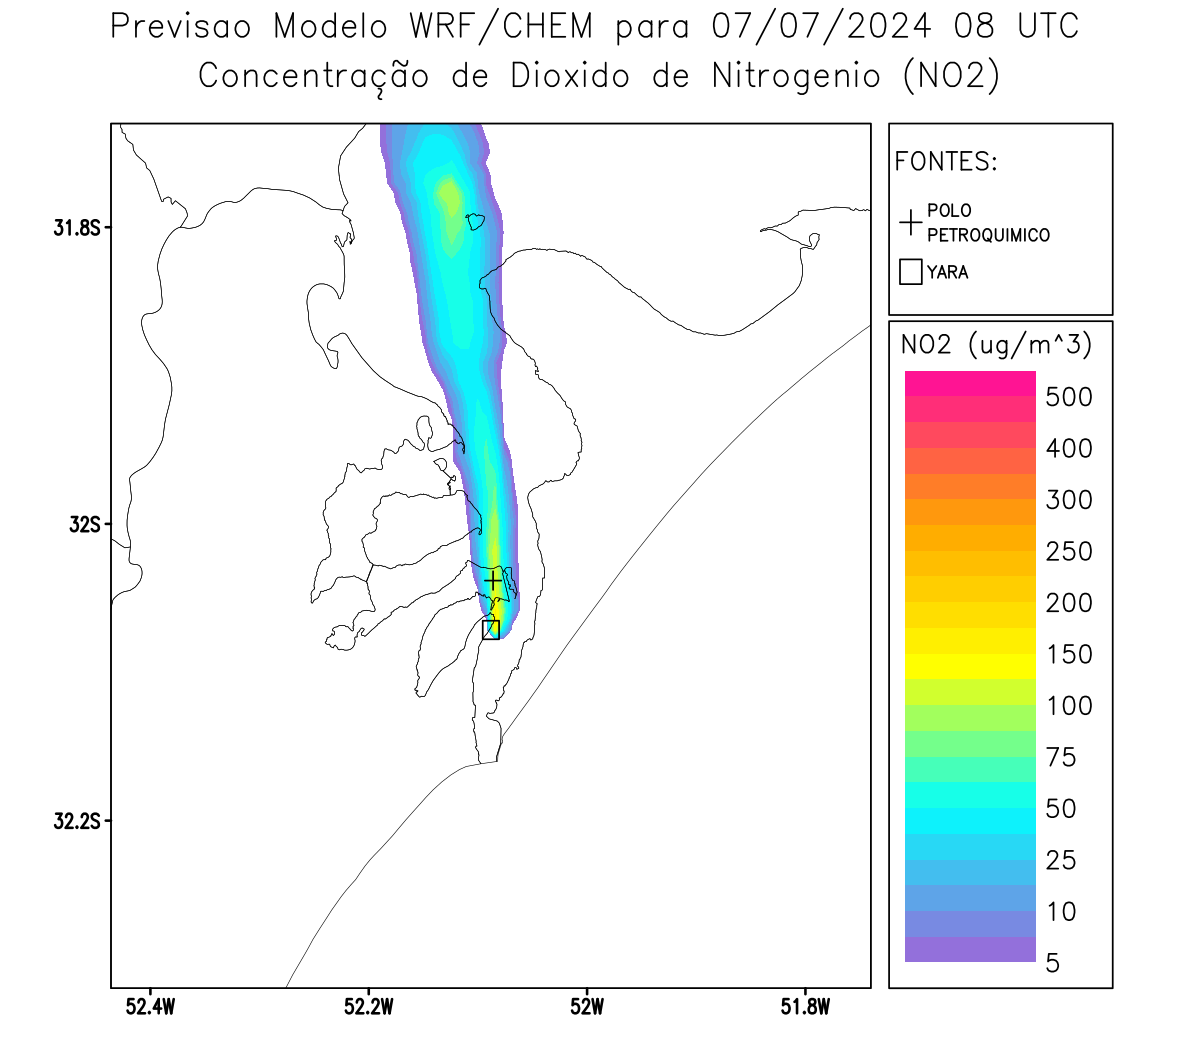 Previsao Modelo WRF/CHEM para 07/07/2024 08 UTC
Concentração de Dioxido de Nitrogenio (NO2)
FONTES:
POLO
PETROQUIMICO
YARA
31.8S
32S
32.2S
52.4W
52.2W
52W
51.8W
NO2 (ug/m^3)
500
400
300
250
200
150
100
75
50
25
10
5